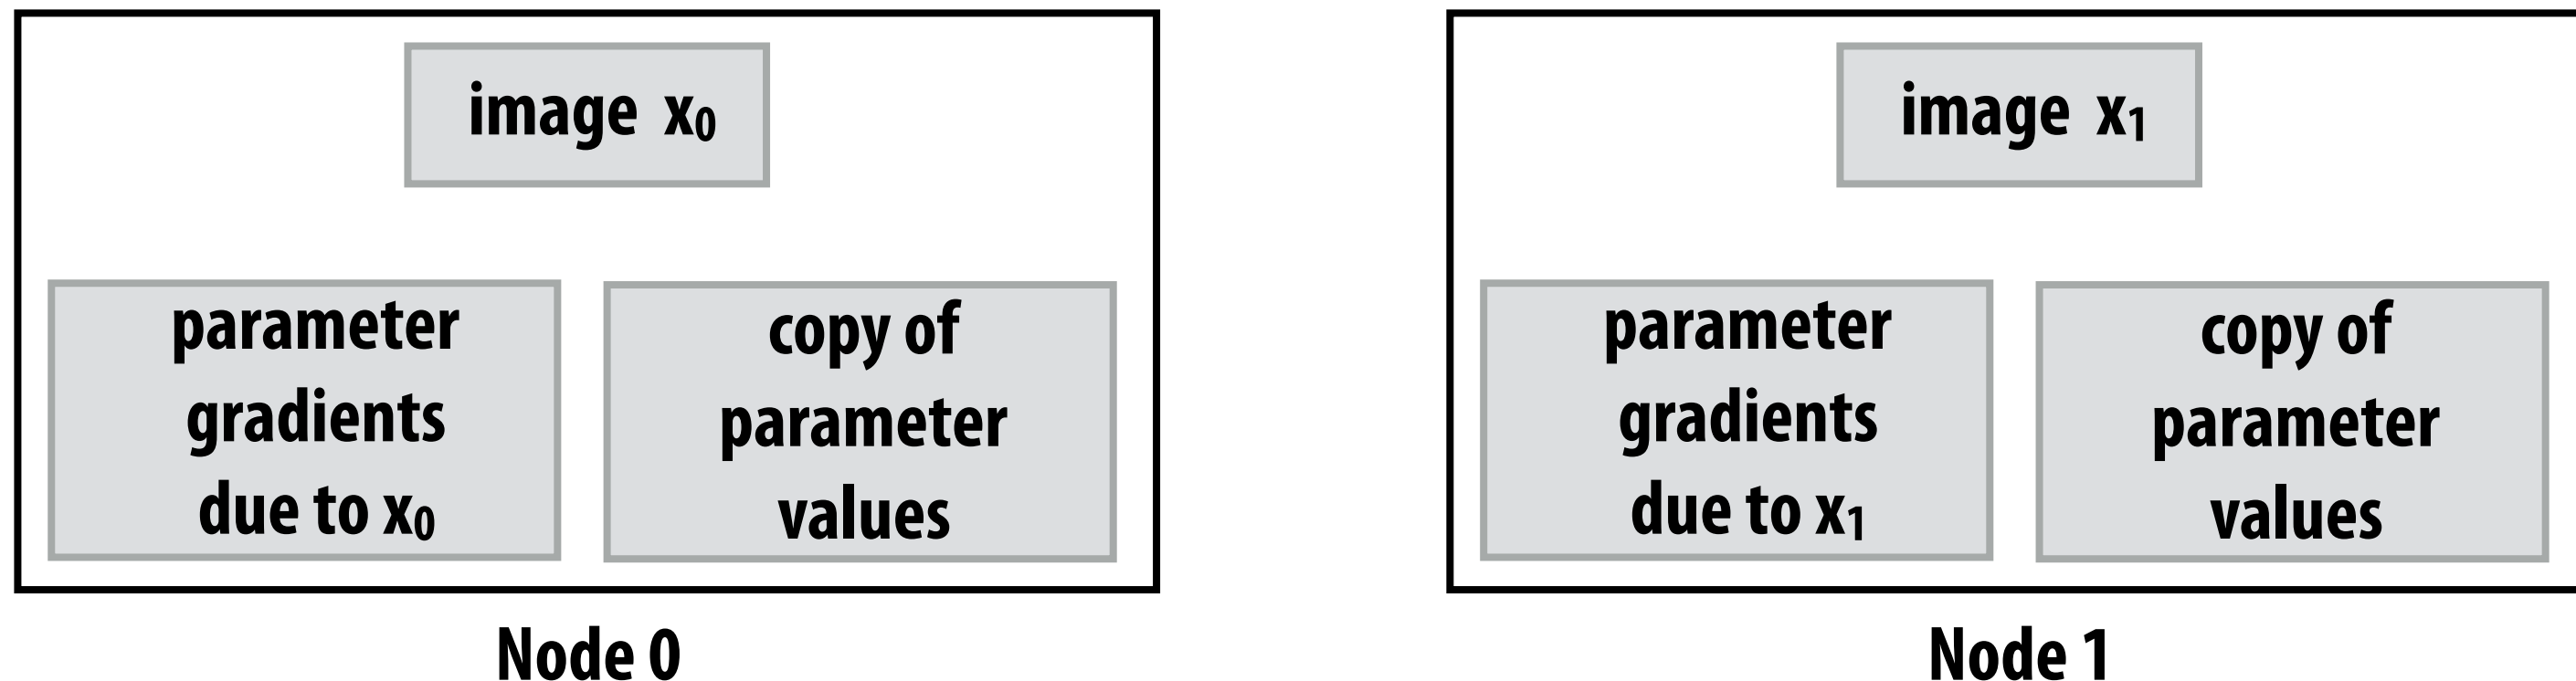 image x₀
parameter
gradients
due to x₀
copy of
parameter
values
Node 0
image x₁
parameter
gradients
due to x₁
copy of
parameter
values
Node 1